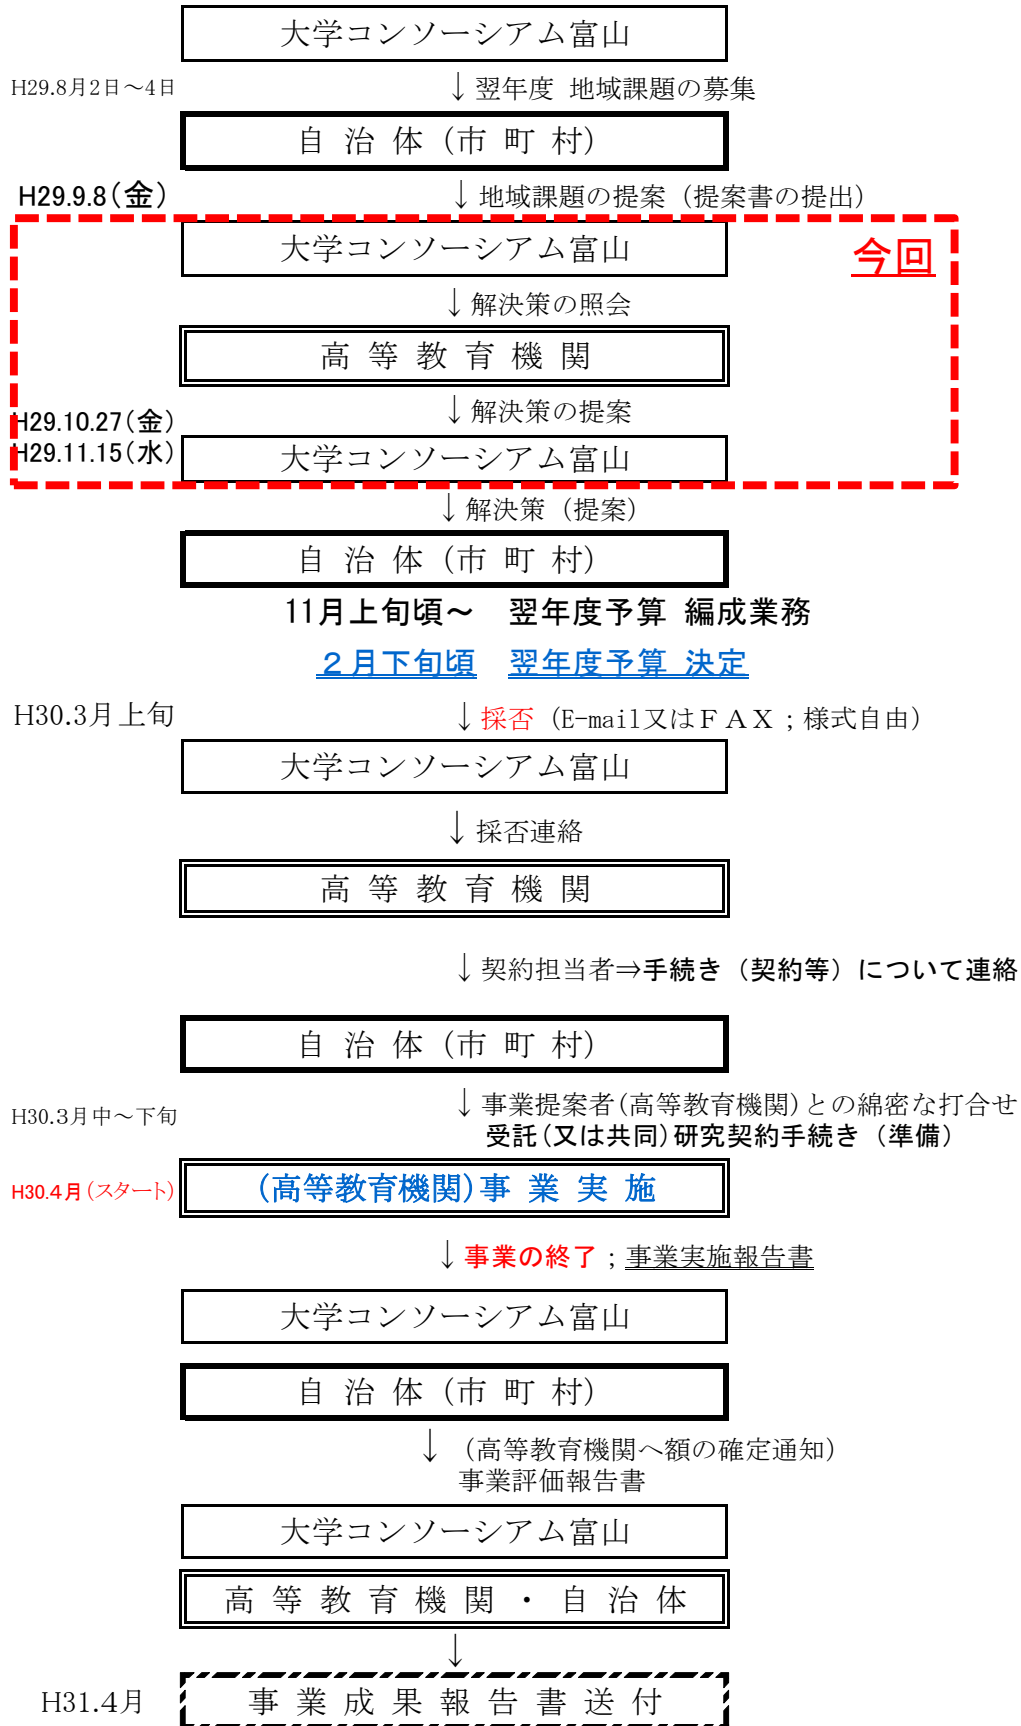 大学コンソーシアム富山
H29.8月2日～4日
↓翌年度 地域課題の募集
自 治 体（市 町 村）
H29.9.8（金）
↓地域課題の提案（提案書の提出）
大学コンソーシアム富山
今回
↓解決策の照会
高 等 教 育 機 関
↓解決策の提案
H29.10.27（金）
H29.11.15（水）
大学コンソーシアム富山
↓解決策（提案）
自 治 体（市 町 村）
11月上旬頃～ 翌年度予算 編成業務
２月下旬頃 翌年度予算 決定
H30.3月上旬
↓採否（E-mail又はＦＡＸ；様式自由）
大学コンソーシアム富山
↓採否連絡
高 等 教 育 機 関
↓契約担当者⇒手続き（契約等）について連絡
自 治 体（市 町 村）
H30.3月中～下旬
↓事業提案者(高等教育機関)との綿密な打合せ
受託(又は共同)研究契約手続き（準備）
H30.4月(スタート)
(高等教育機関)事 業 実 施
↓事業の終了；事業実施報告書
大学コンソーシアム富山
自 治 体（市 町 村）
↓（高等教育機関へ額の確定通知）
事業評価報告書
大学コンソーシアム富山
高 等 教 育 機 関 ・ 自 治 体
↓
H31.4月
事 業 成 果 報 告 書 送 付